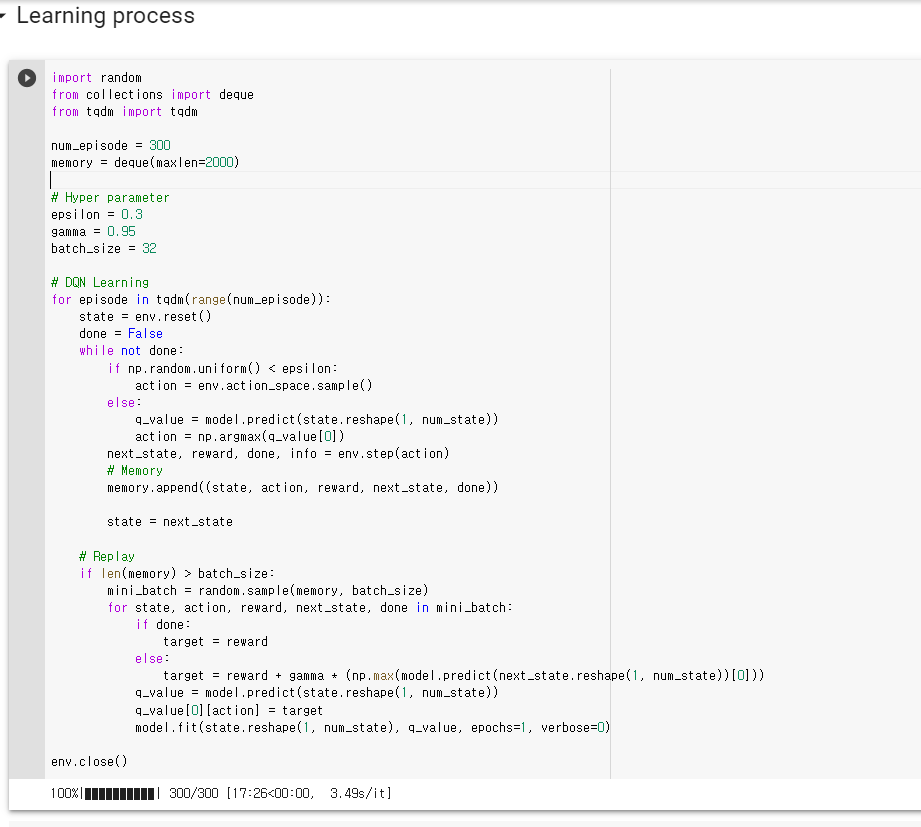 Learning process
import random
from collections import deque
from tqdm import tqdm
num_episode = 300
memory = deque(maxlen=2000)
# Hyper parameter
epsilon = 0.3
gamma = 0.95
batch_size = 32
# DQN Learning
for episode in tqdm(range(num_episode)):
    state = env.reset()
    done = False
    while not done:
        if np.random.uniform() < epsilon:
            action = env.action_space.sample()
        else:
            q_value = model.predict(state.reshape(1, num_state))
            action = np.argmax(q_value[0])
        next_state, reward, done, info = env.step(action)
        # Memory
        memory.append((state, action, reward, next_state, done))
        state = next_state
    # Replay
    if len(memory) > batch_size:
        mini_batch = random.sample(memory, batch_size)
        for state, action, reward, next_state, done in mini_batch:
            if done:
                target = reward
            else:
                target = reward + gamma * (np.max(model.predict(next_state.reshape(1, num_state))[0]))
            q_value = model.predict(state.reshape(1, num_state))
            q_value[0][action] = target
            model.fit(state.reshape(1, num_state), q_value, epochs=1, verbose=0)
env.close()
100%|██████████| 300/300 [17:26<00:00,  3.49s/it]